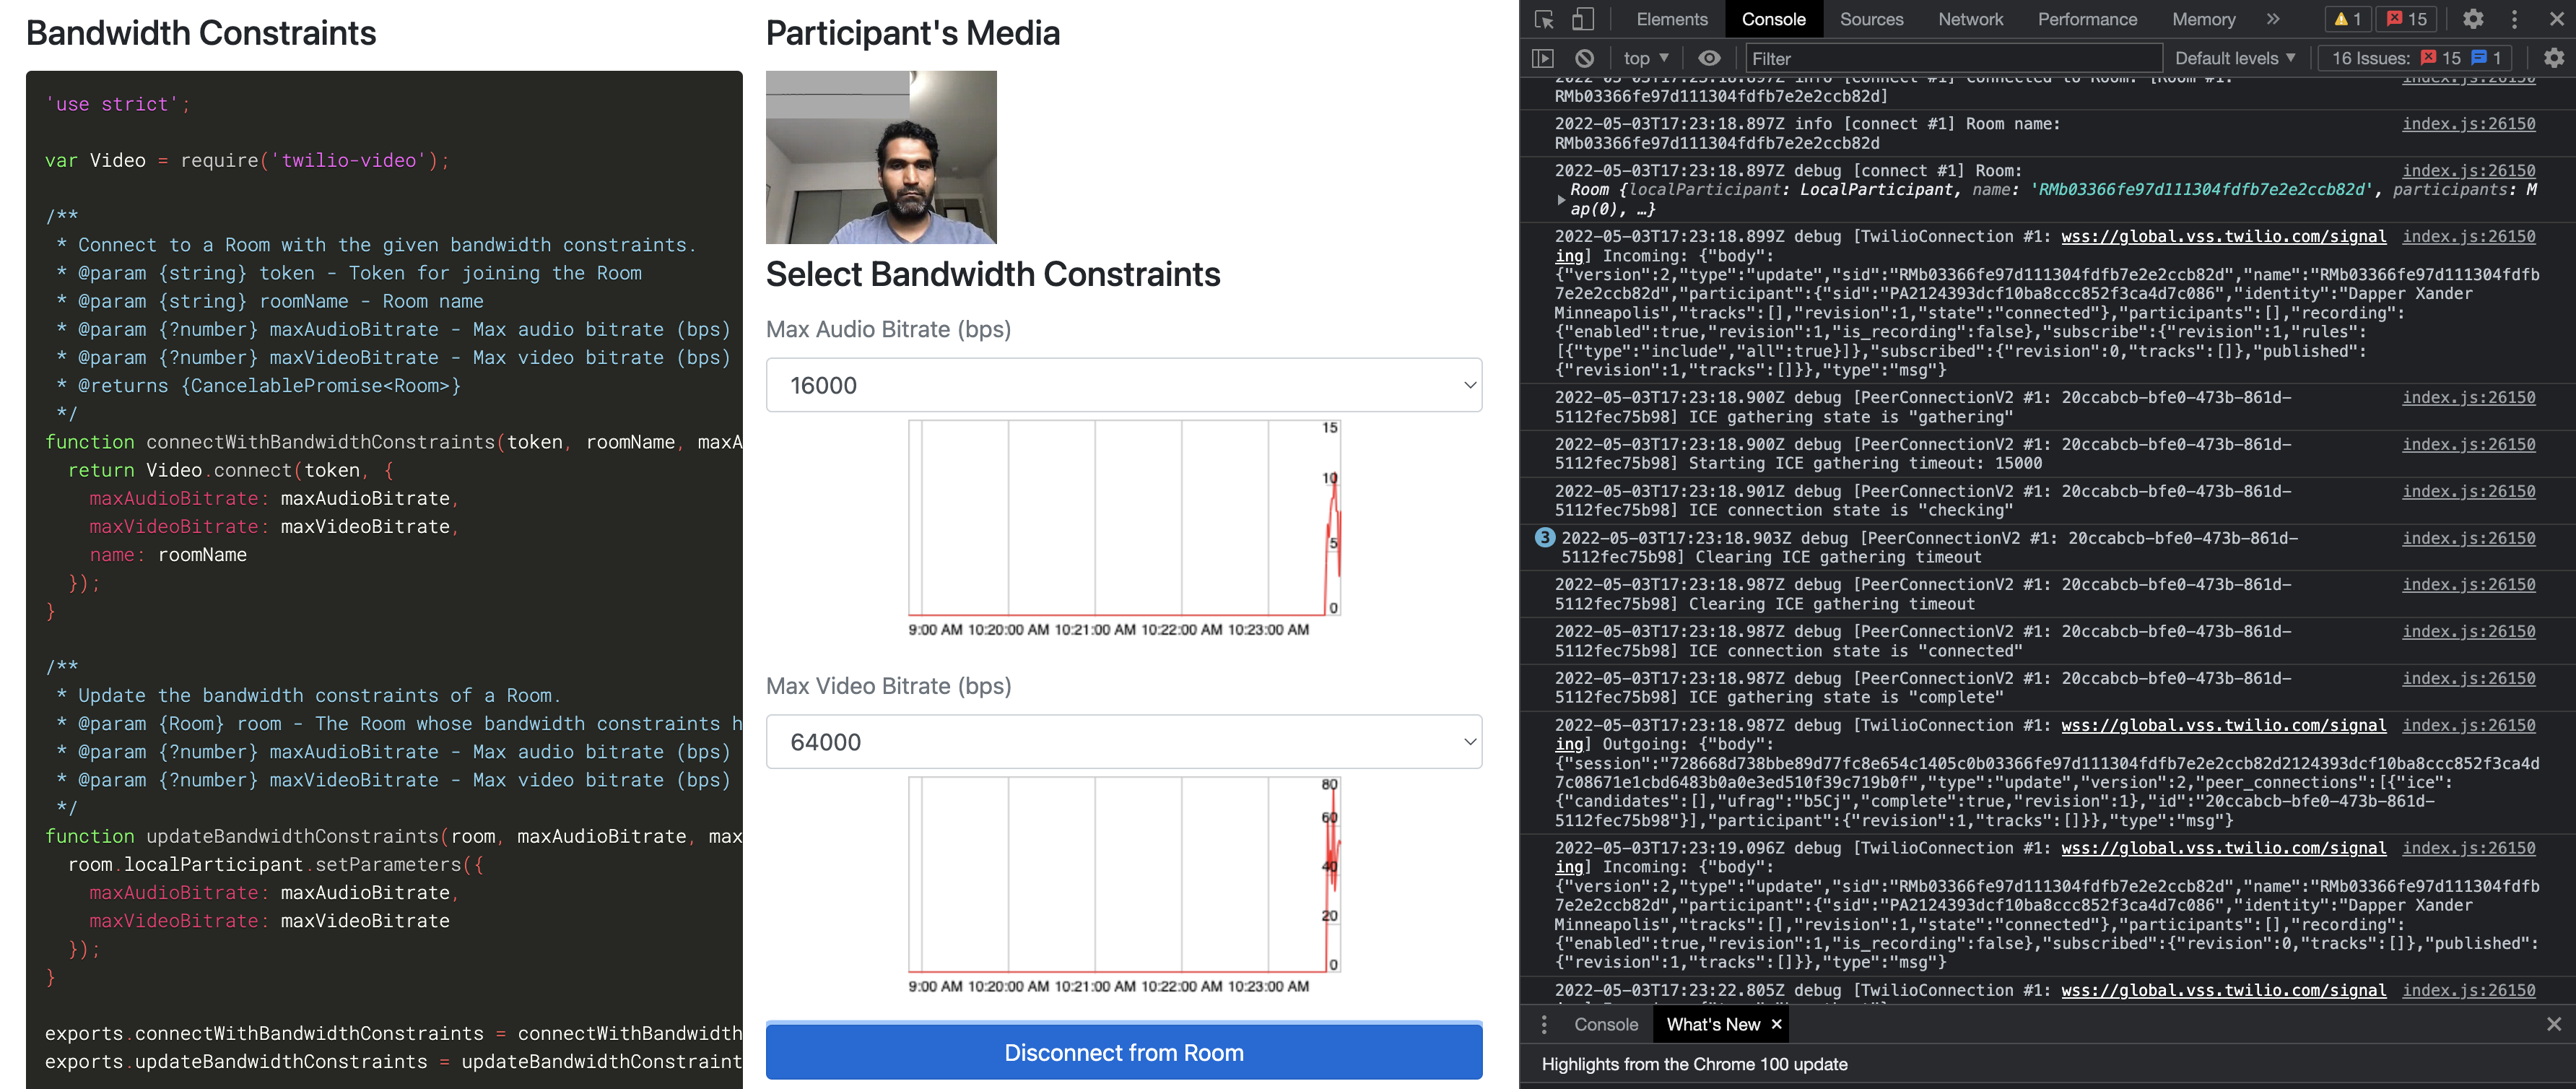 Bandwidth Constraints
'use strict';
var Video = require('twilio-video');
/**
* Connect to a Room with the given bandwidth constraints.
* @param {string} token - Token for joining the Room
* @param {string} roomName - Room name
* @param {?number} maxAudioBitrate - Max audio bitrate (bps)
* @param {?number} maxVideoBitrate - Max video bitrate (bps)
* @returns {CancelablePromise<Room>}
*/
function connectWithBandwidthConstraints(token, roomName, maxA
return Video.connect(token, {
maxAudioBitrate: maxAudioBitrate,
maxVideoBitrate: maxVideoBitrate,
name: roomName
});
}
/**
* Update the bandwidth constraints of a Room.
* @param {Room} room - The Room whose bandwidth constraints h
* @param {?number} maxAudioBitrate - Max audio bitrate (bps)
* @param {?number} maxVideoBitrate - Max video bitrate (bps)
*/
function updateBandwidthConstraints(room, maxAudioBitrate, max
room.localParticipant.setParameters({
maxAudioBitrate: maxAudioBitrate,
maxVideoBitrate: maxVideoBitrate
});
}
exports.connectWithBandwidthConstraints = connectWithBandwidth
exports.updateBandwidthConstraints = updateBandwidthConstraint
Participant's Media
Select Bandwidth Constraints
Max Audio Bitrate (bps)
16000
15
10
5
0
9:00 AM 10:20:00 AM 10:21:00 AM 10:22:00 AM 10:23:00 AM
Max Video Bitrate (bps)
64000
80
60
40
20
0
9:00 AM 10:20:00 AM 10:21:00 AM 10:22:00 AM 10:23:00 AM
Disconnect from Room
Elements Console Sources Network Performance Memory 1 15
top Filter Default levels 16 Issues: 15 1
2022-05-03T17:23:18.897Z info [connect #1] Connected to Room: [Room #1: index.js:26150
RMb03366fe97d111304fdfb7e2e2ccb82d]
2022-05-03T17:23:18.897Z info [connect #1] Room name: index.js:26150
RMb03366fe97d111304fdfb7e2e2ccb82d
2022-05-03T17:23:18.897Z debug [connect #1] Room: index.js:26150
Room {localParticipant: LocalParticipant, name: 'RMb03366fe97d111304fdfb7e2e2ccb82d', participants: M
ap(0), …}
2022-05-03T17:23:18.899Z debug [TwilioConnection #1: wss://global.vss.twilio.com/signal index.js:26150
ing] Incoming: {"body":
{"version":2,"type":"update","sid":"RMb03366fe97d111304fdfb7e2e2ccb82d","name":"RMb03366fe97d111304fdfb
7e2e2ccb82d","participant":{"sid":"PA2124393dcf10ba8ccc852f3ca4d7c086","identity":"Dapper Xander
Minneapolis","tracks":[],"revision":1,"state":"connected"},"participants":[],"recording":
{"enabled":true,"revision":1,"is_recording":false},"subscribe":{"revision":1,"rules":
[{"type":"include","all":true}]},"subscribed":{"revision":0,"tracks":[]},"published":
{"revision":1,"tracks":[]}},"type":"msg"}
2022-05-03T17:23:18.900Z debug [PeerConnectionV2 #1: 20ccabcb-bfe0-473b-861d- index.js:26150
5112fec75b98] ICE gathering state is "gathering"
2022-05-03T17:23:18.900Z debug [PeerConnectionV2 #1: 20ccabcb-bfe0-473b-861d- index.js:26150
5112fec75b98] Starting ICE gathering timeout: 15000
2022-05-03T17:23:18.901Z debug [PeerConnectionV2 #1: 20ccabcb-bfe0-473b-861d- index.js:26150
5112fec75b98] ICE connection state is "checking"
3 2022-05-03T17:23:18.903Z debug [PeerConnectionV2 #1: 20ccabcb-bfe0-473b-861d- index.js:26150
5112fec75b98] Clearing ICE gathering timeout
2022-05-03T17:23:18.987Z debug [PeerConnectionV2 #1: 20ccabcb-bfe0-473b-861d- index.js:26150
5112fec75b98] Clearing ICE gathering timeout
2022-05-03T17:23:18.987Z debug [PeerConnectionV2 #1: 20ccabcb-bfe0-473b-861d- index.js:26150
5112fec75b98] ICE connection state is "connected"
2022-05-03T17:23:18.987Z debug [PeerConnectionV2 #1: 20ccabcb-bfe0-473b-861d- index.js:26150
5112fec75b98] ICE gathering state is "complete"
2022-05-03T17:23:18.987Z debug [TwilioConnection #1: wss://global.vss.twilio.com/signal index.js:26150
ing] Outgoing: {"body":
{"session":"728668d738bbe89d77fc8e654c1405c0b03366fe97d111304fdfb7e2e2ccb82d2124393dcf10ba8ccc852f3ca4d
7c08671e1cbd6483b0a0e3ed510f39c719b0f","type":"update","version":2,"peer_connections":[{"ice":
{"candidates":[],"ufrag":"b5Cj","complete":true,"revision":1},"id":"20ccabcb-bfe0-473b-861d-
5112fec75b98"}],"participant":{"revision":1,"tracks":[]}},"type":"msg"}
2022-05-03T17:23:19.096Z debug [TwilioConnection #1: wss://global.vss.twilio.com/signal index.js:26150
ing] Incoming: {"body":
{"version":2,"type":"update","sid":"RMb03366fe97d111304fdfb7e2e2ccb82d","name":"RMb03366fe97d111304fdfb
7e2e2ccb82d","participant":{"sid":"PA2124393dcf10ba8ccc852f3ca4d7c086","identity":"Dapper Xander
Minneapolis","tracks":[],"revision":1,"state":"connected"},"participants":[],"recording":
{"enabled":true,"revision":1,"is_recording":false},"subscribed":{"revision":0,"tracks":[]},"published":
{"revision":1,"tracks":[]}},"type":"msg"}
2022-05-03T17:23:22.805Z debug [TwilioConnection #1: wss://global.vss.twilio.com/signal index.js:26150
Console What's New
Highlights from the Chrome 100 update